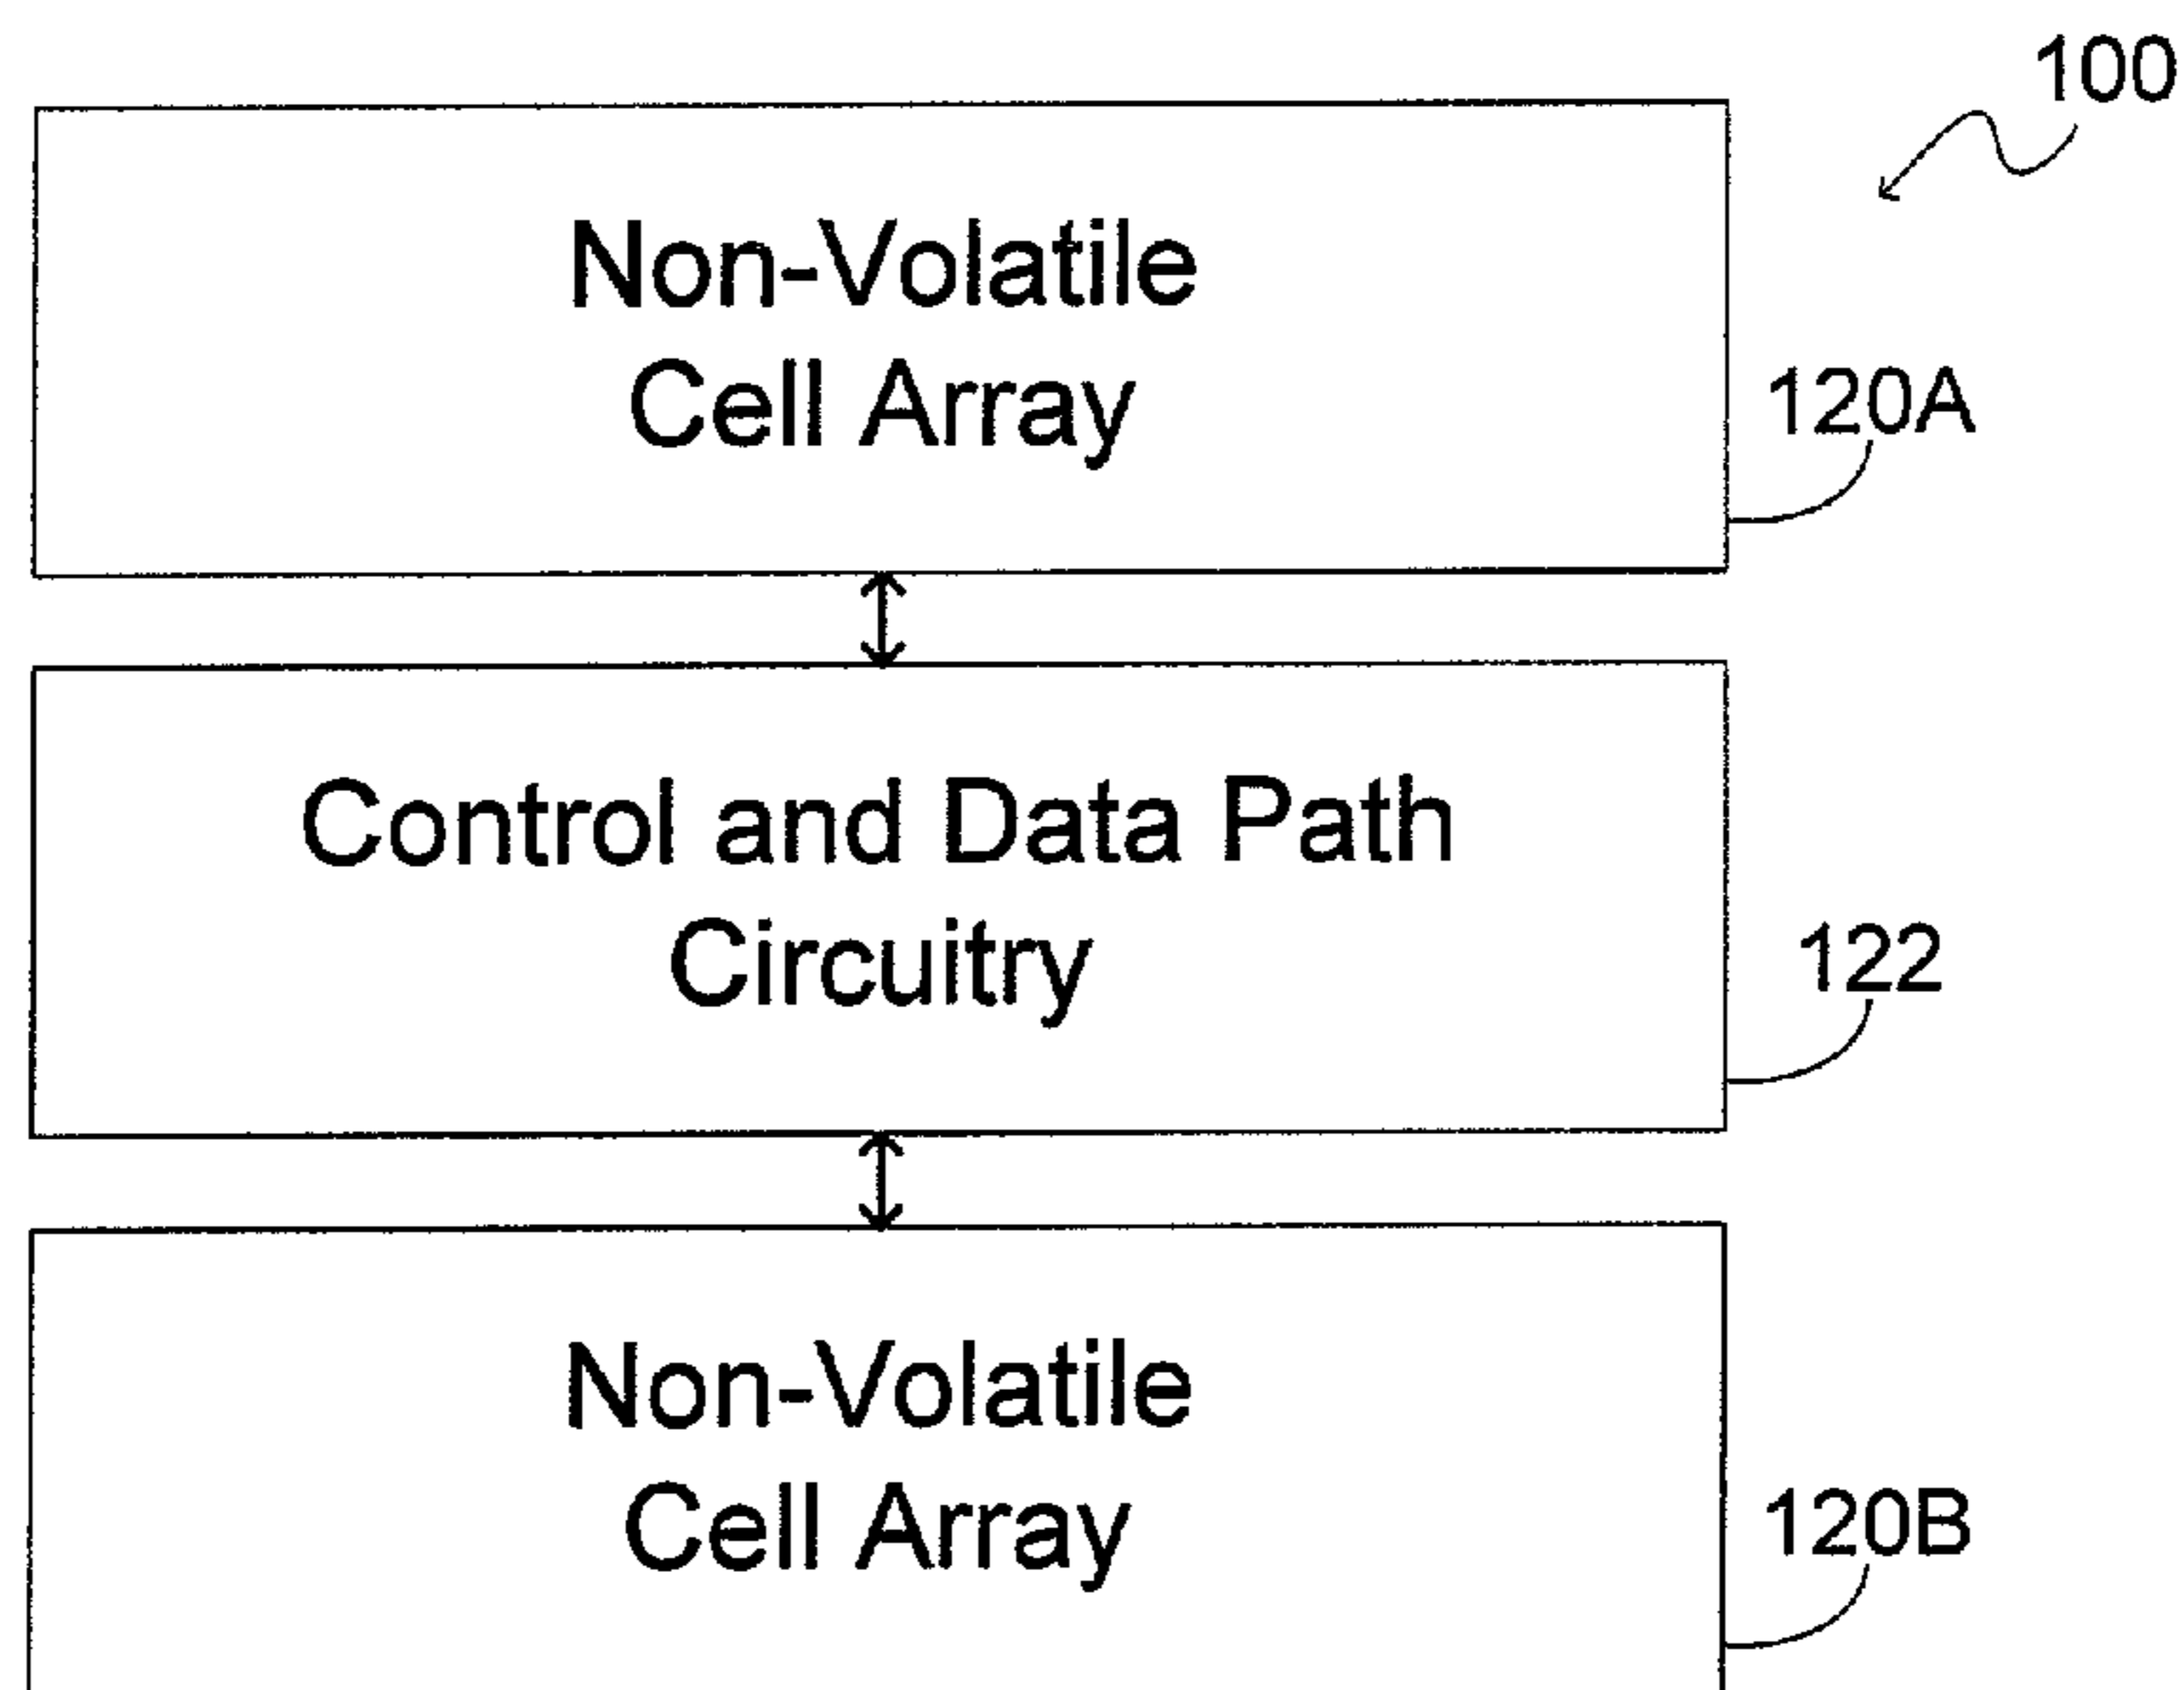 100
Non-Volatile
Cell Array
120A
Control and Data Path
Circuitry
122
Non-Volatile
Cell Array
120B